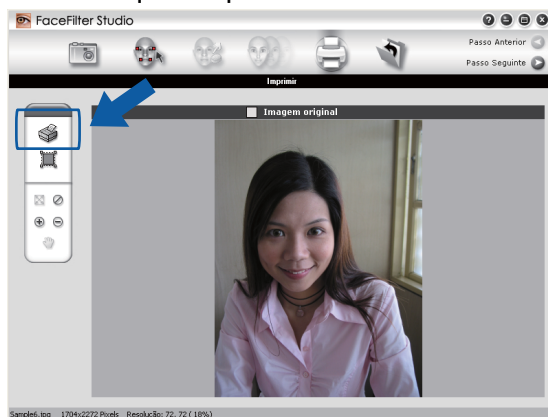 FaceFilter Studio
Passo Anterior
Passo Seguinte
Imprimir
Imagem original
Sample6.jpg 1704x2272 Pixels Resolução: 72, 72 ( 18%)